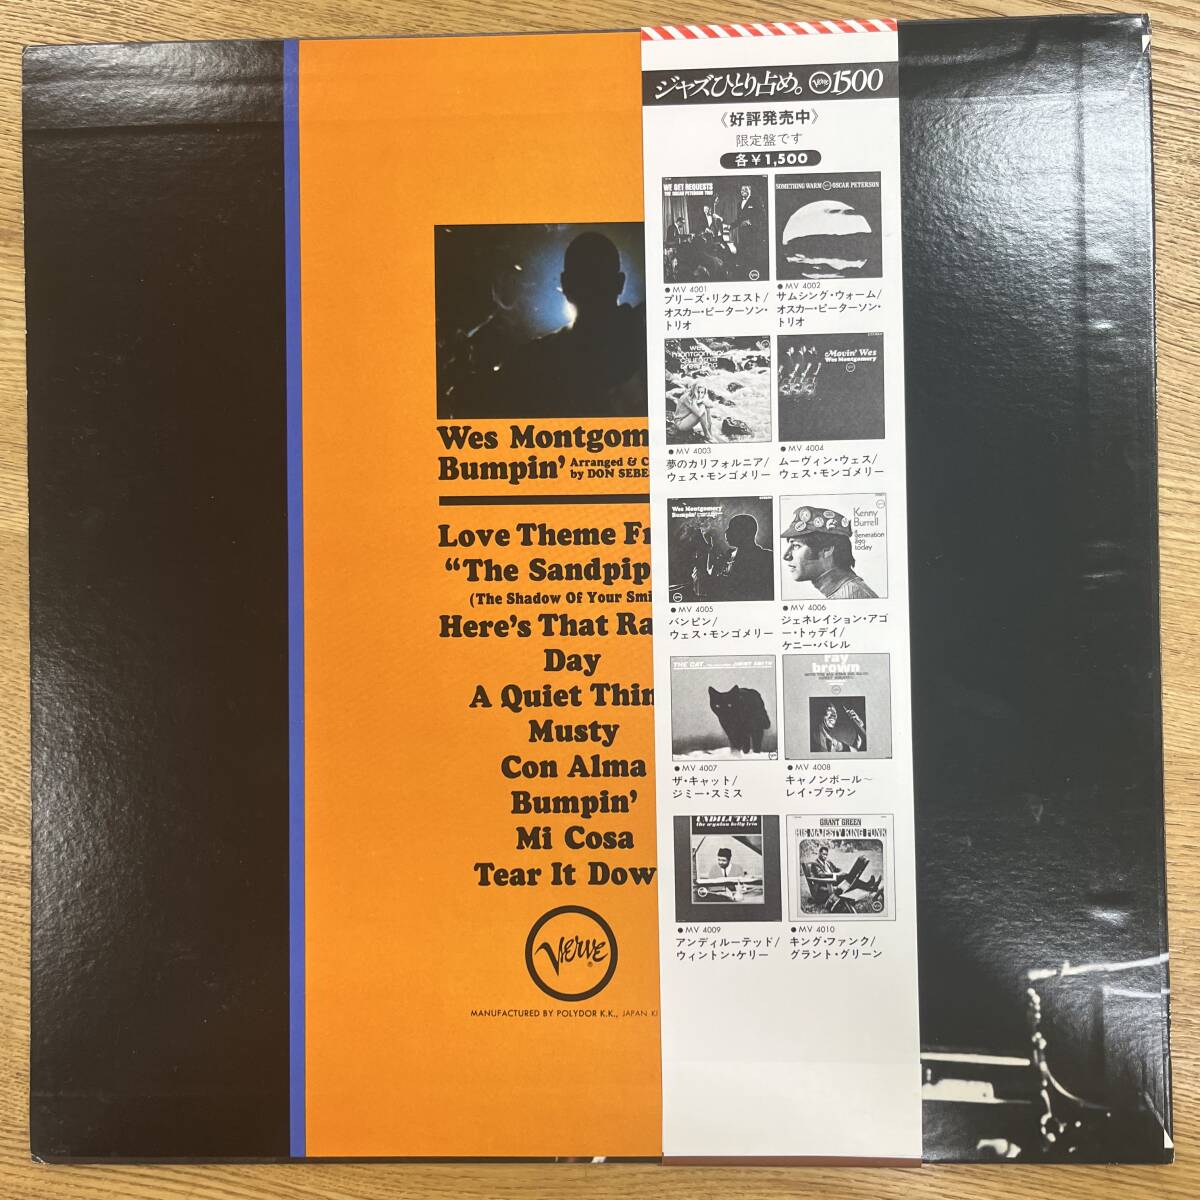 Wes Montgom
Bumpin' Arranged & C
by DON SEBE
Love Theme Fr
"The Sandpip
(The Shadow Of Your Smi
Here's That Ra
Day
A Quiet Thin
Musty
Con Alma
Bumpin'
Mi Cosa
Tear It Dow
Verve
MANUFACTURED BY POLYDOR K.K., JAPAN KI
ジャズひとり占め。 Verve 1500
《好評発売中》
限定盤です
各¥1,500
WE GET REQUESTS
THE OSCAR PETERSON TRIO
● MV 4001
プリーズ・リクエスト/
オスカー・ピーターソン・
トリオ
SOMETHING WARM OSCAR PETERSON
● MV 4002
サムシング・ウォーム/
オスカー・ピーターソン・
トリオ
wes
montgomery
california
dreaming
● MV 4003
夢のカリフォルニア/
ウェス・モンゴメリー
Movin' Wes
Wes Montgomery
● MV 4004
ムーヴィン・ウェス/
ウェス・モンゴメリー
Wes Montgomery
Bumpin'
● MV 4005
バンピン/
ウェス・モンゴメリー
Kenny
Burrell
a
generation
ago
today
● MV 4006
ジェネレイション・アゴ
ー・トゥデイ/
ケニー・バレル
THE CAT JIMMY SMITH
● MV 4007
ザ・キャット/
ジミー・スミス
ray
brown
● MV 4008
キャノンボール〜
レイ・ブラウン
UNDILUTED
the wynton kelly trio
● MV 4009
アンディルーテッド/
ウィントン・ケリー
GRANT GREEN
HIS MAJESTY KING FUNK
● MV 4010
キング・ファンク/
グラント・グリーン